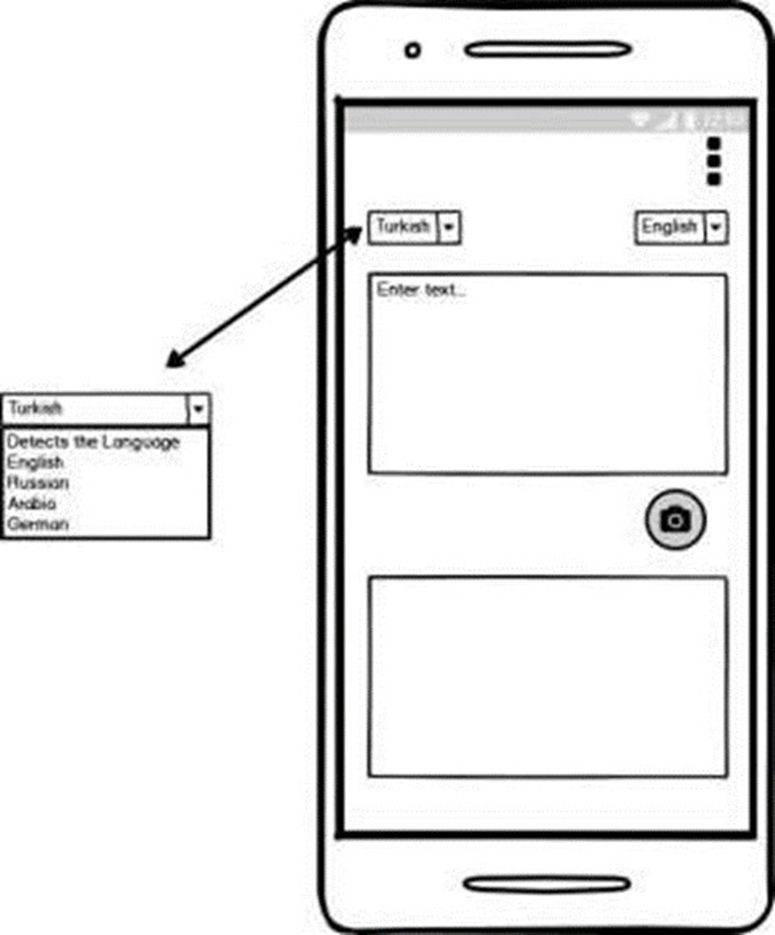 Turkish
English
Enter text...
Turkish
Detects the Language
English
Russian
Arabic
German